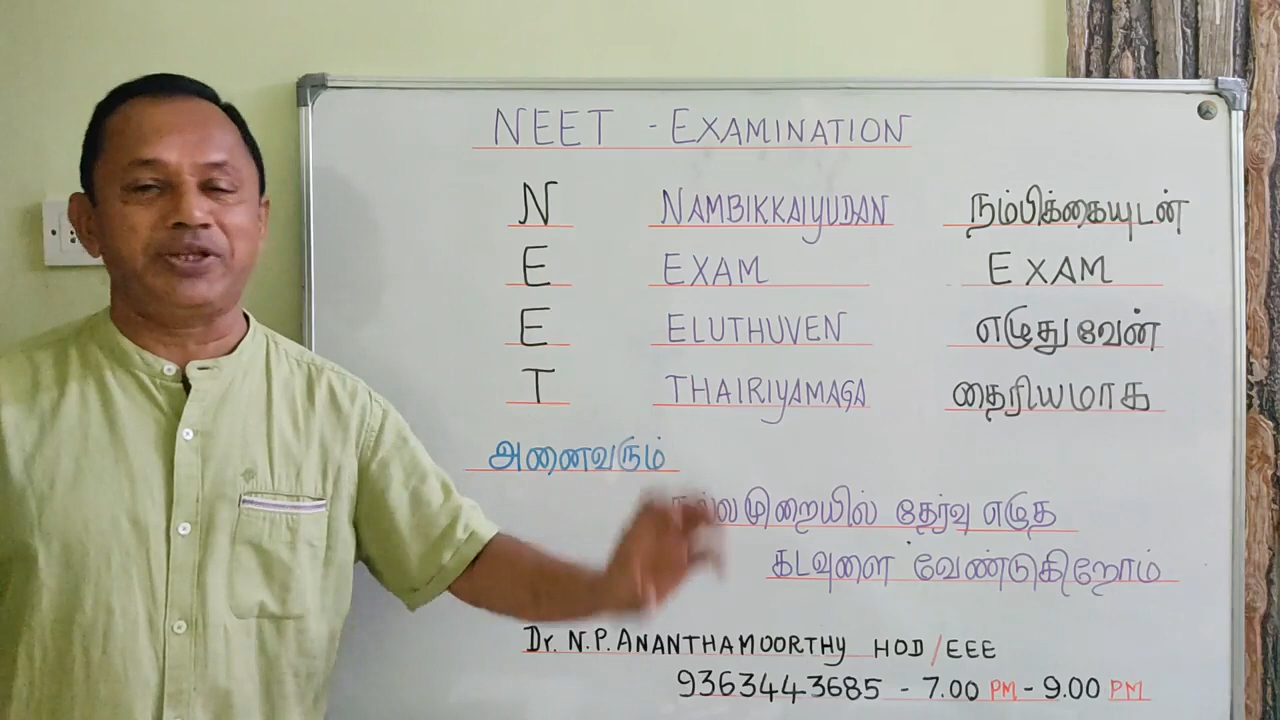 NEET - EXAMINATION
N NAMBIKKAIYUDAN நம்பிக்கையுடன்
E EXAM EXAM
E ELUTHUVEN எழுதுவேன்
T THAIRIYAMAGA தைரியமாக
அனைவரும்
தேர்வு எழுத
கடவுளை வேண்டுகிறோம்
Dr. N.P. ANANTHAMOORTHY HOD/EEE
9363443685 - 7.00 PM - 9.00 PM